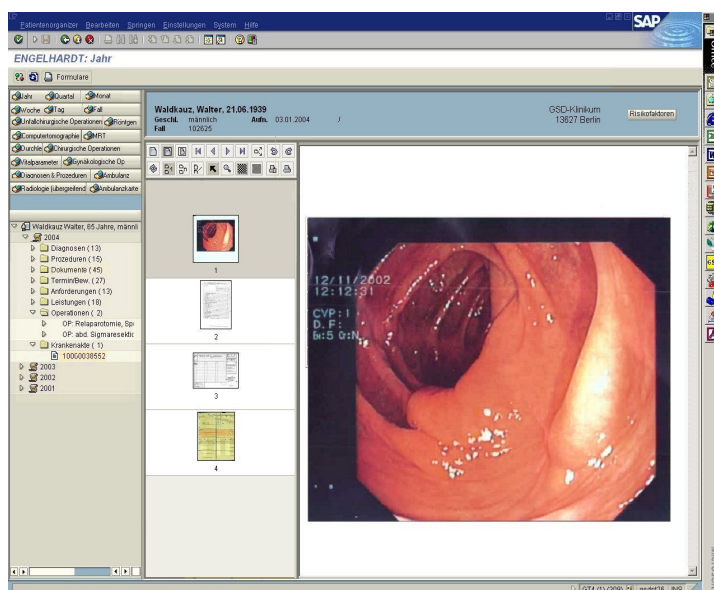 Patientenorganizer Bearbeiten Springen Einstellungen System Hilfe
SAP
ENGELHARDT: Jahr
Formulare
Jahr Quartal Monat
Woche Tag Fall
Unfallchirurgische Operationen Röntgen
Computertomographie MRT
Durchle Chirurgische Operationen
Vitalparameter Gynäkologische Op
Diagnosen & Prozeduren Ambulanz
Radiologie (übergreifend Ambulanzkarte
Waldkauz, Walter, 21.06.1939
Geschl. männlich Aufn. 03.01.2004 /
Fall 102625
GSD-Klinikum
13627 Berlin
Risikofaktoren
Waldkauz Walter, 65 Jahre, männli
2004
Diagnosen ( 13)
Prozeduren ( 15)
Dokumente ( 45)
Termin/Bew. ( 27)
Anforderungen ( 13)
Leistungen ( 18)
Operationen ( 2)
OP: Relaparotomie, Spü
OP: abd. Sigmaresektic
Krankenakte ( 1)
10000038552
2003
2002
2001
1
2
3
4
12/11/2002
12:12:31
CVP:1
D.F: